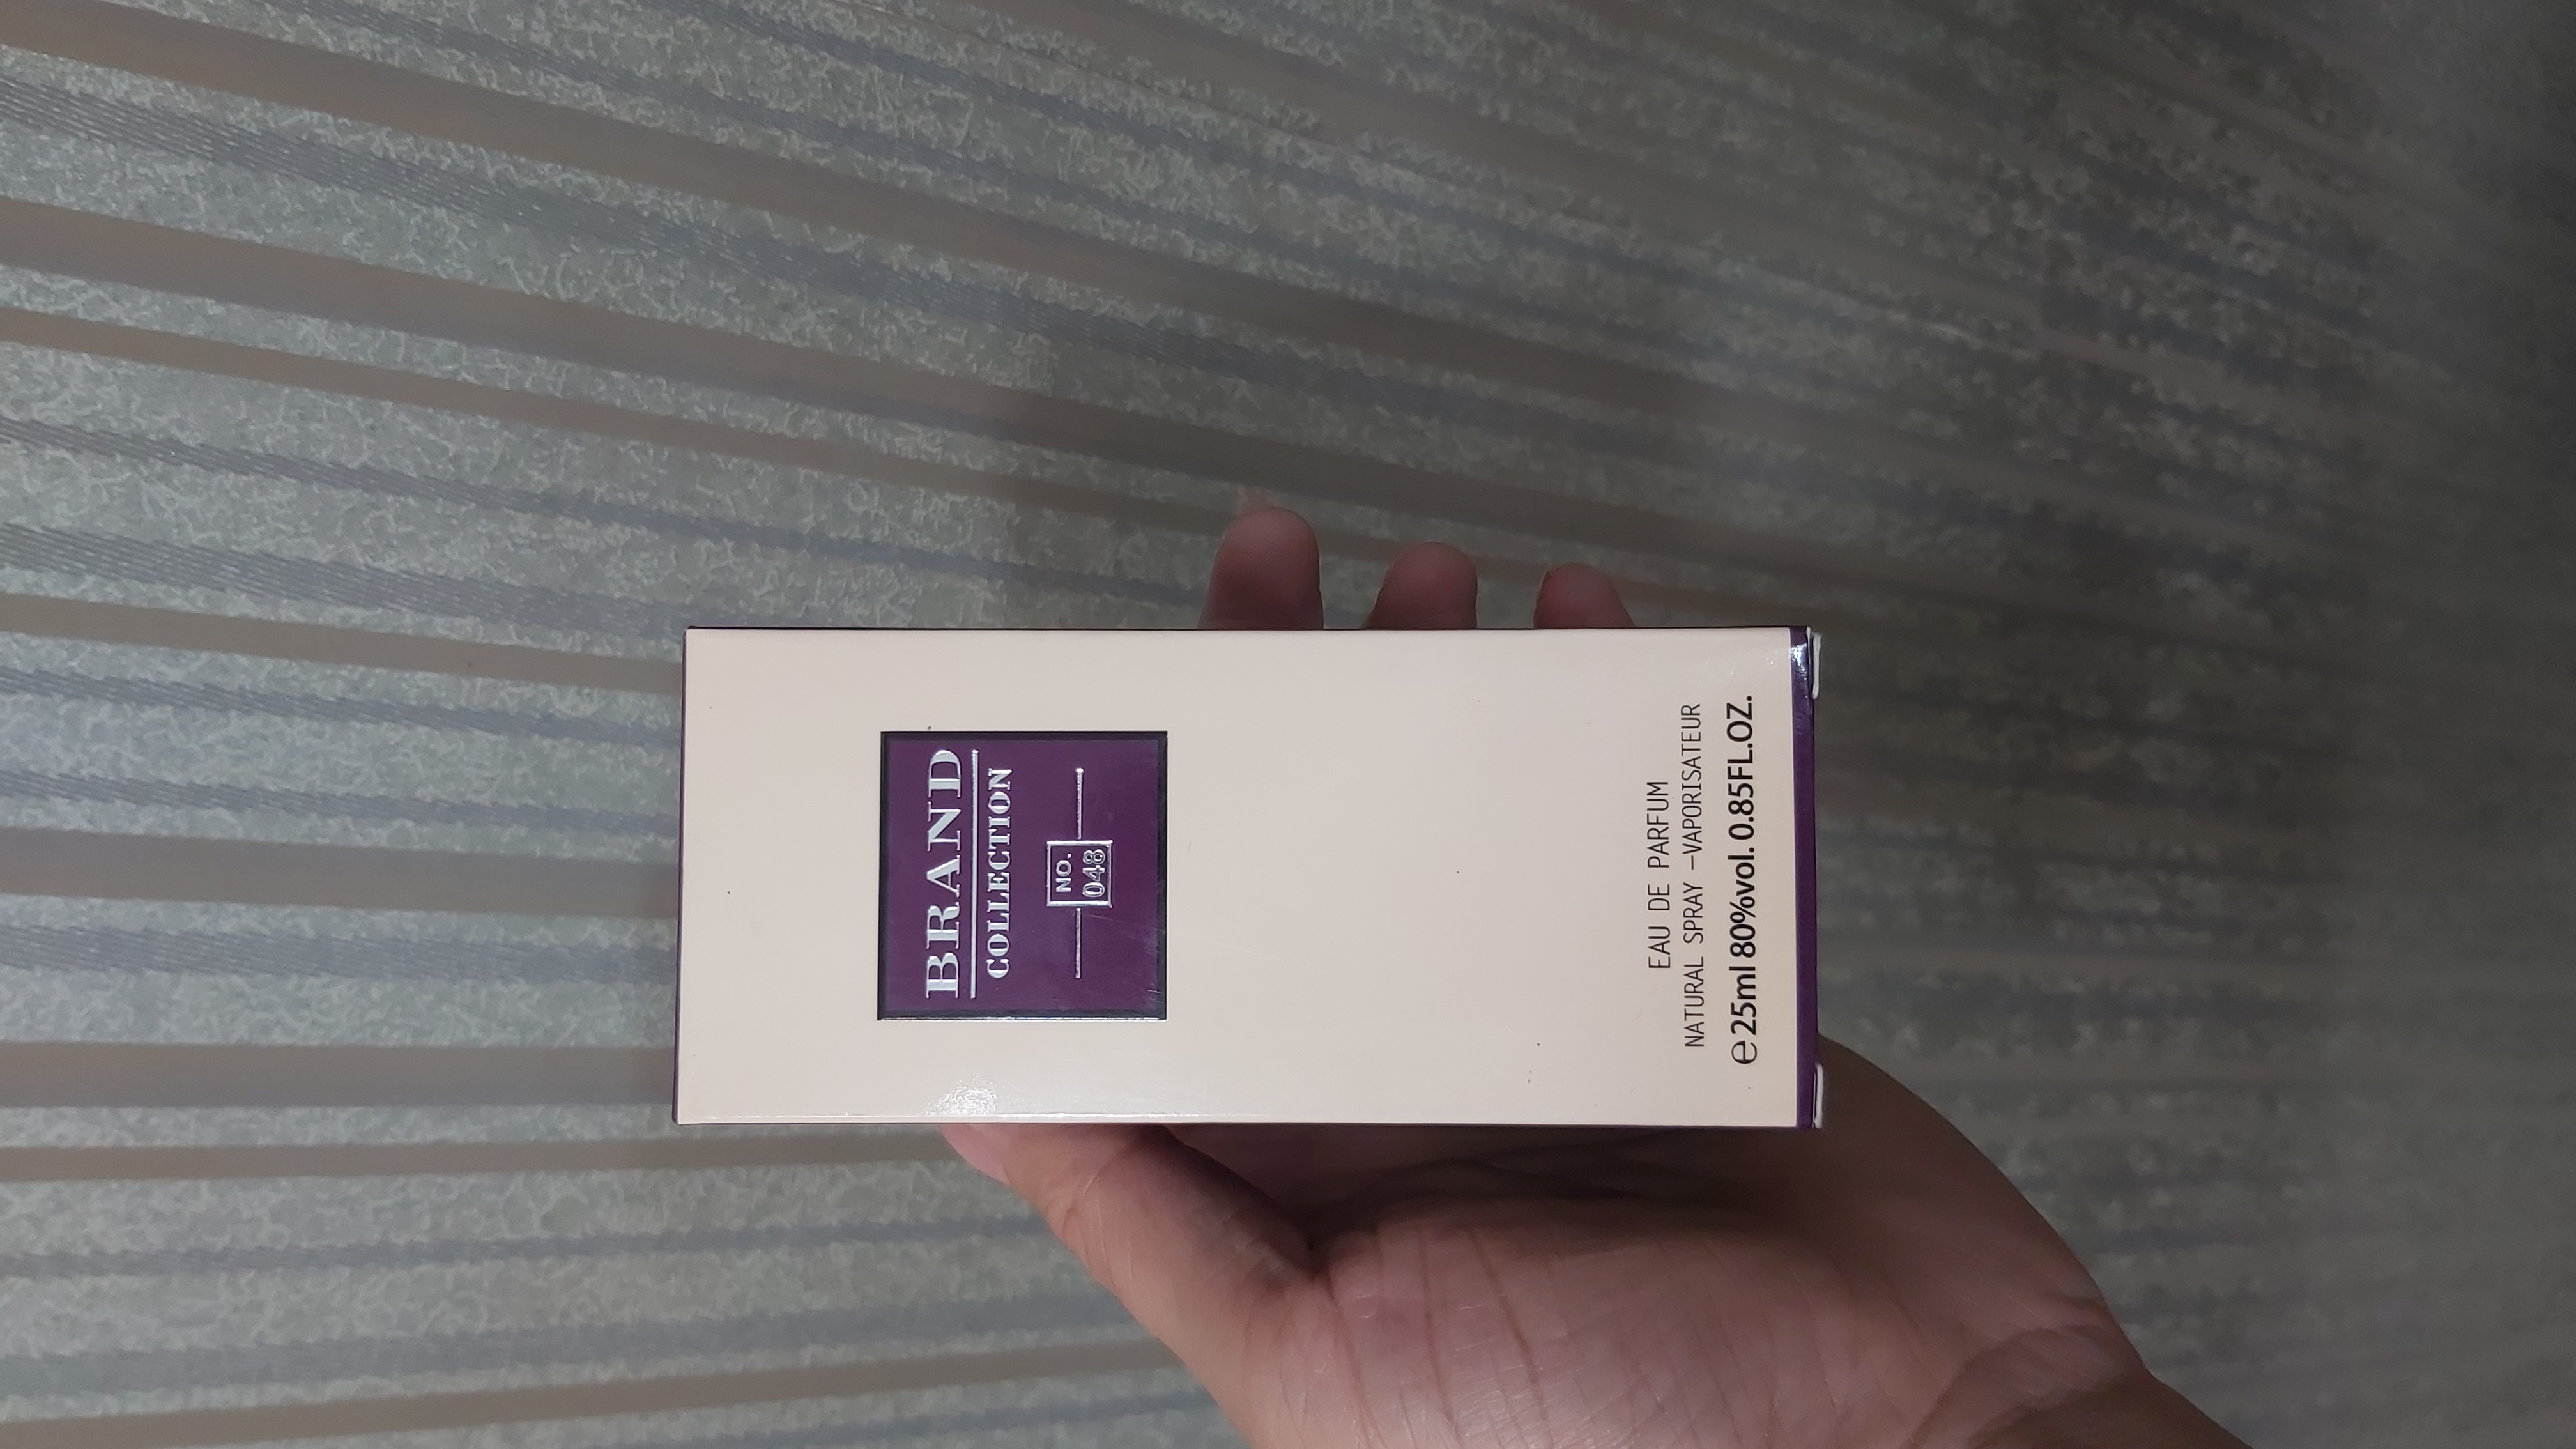 BRAND
COLLECTION
NO.
048
EAU DE PARFUM
NATURAL SPRAY –VAPORISATEUR
℮ 25ml 80%vol. 0.85FL.OZ.